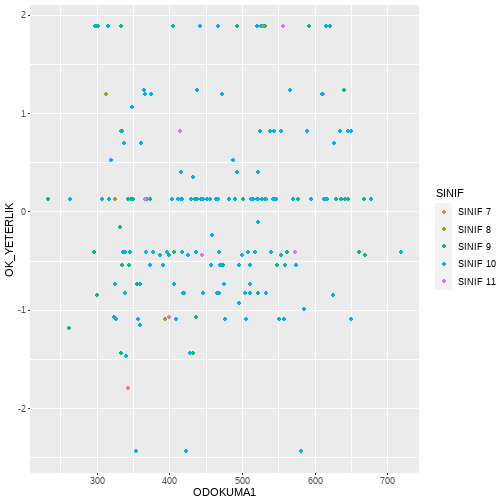 2
1
0
-1
-2
OK_YETERLIK
300
400
500
600
700
ODOKUMA1
SINIF
SINIF 7
SINIF 8
SINIF 9
SINIF 10
SINIF 11